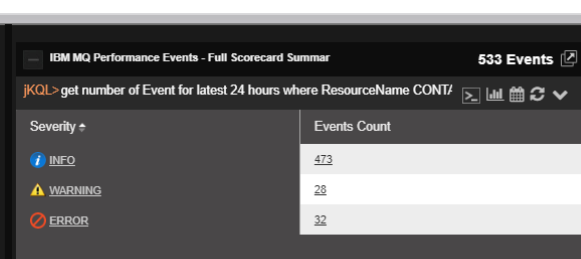 IBM MQ Performance Events - Full Scorecard Summar
533 Events
jKQL>get number of Event for latest 24 hours where ResourceName CONTA
Severity
Events Count
INFO
473
WARNING
28
ERROR
32